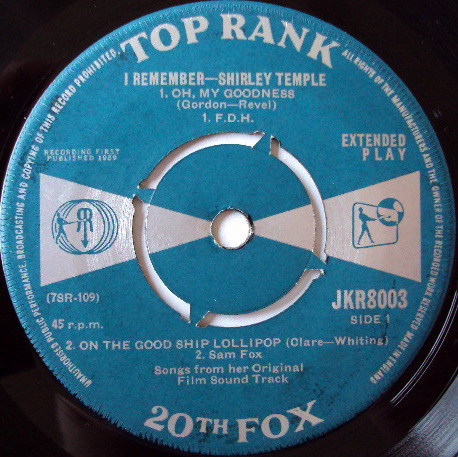 TOP RANK
I REMEMBER—SHIRLEY TEMPLE
1. OH, MY GOODNESS
(Gordon—Revel)
1. F.D.H.
RECORDING FIRST
PUBLISHED 1959
EXTENDED
PLAY
(7SR-109)
JKR8003
45 r.p.m.
SIDE 1
2. ON THE GOOD SHIP LOLLIPOP (Clare—Whiting)
2. Sam Fox
Songs from her Original
Film Sound Track
20TH FOX
ALL RIGHTS OF THE MANUFACTURERS AND THE OWNER OF THE RECORDED WORK RESERVED MADE IN ENGLAND
UNAUTHORISED PUBLIC PERFORMANCE, BROADCASTING AND COPYING OF THIS RECORD PROHIBITED